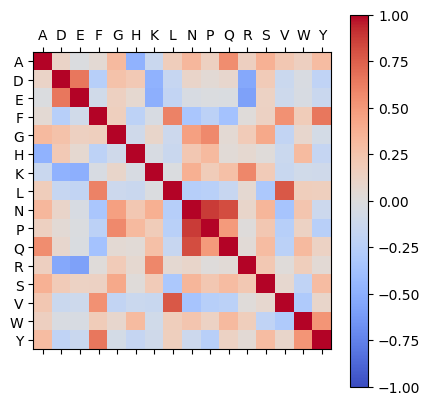 A D E F G H K L N P Q R S V W Y
A
D
E
F
G
H
K
L
N
P
Q
R
S
V
W
Y
1.00
0.75
0.50
0.25
0.00
−0.25
−0.50
−0.75
−1.00